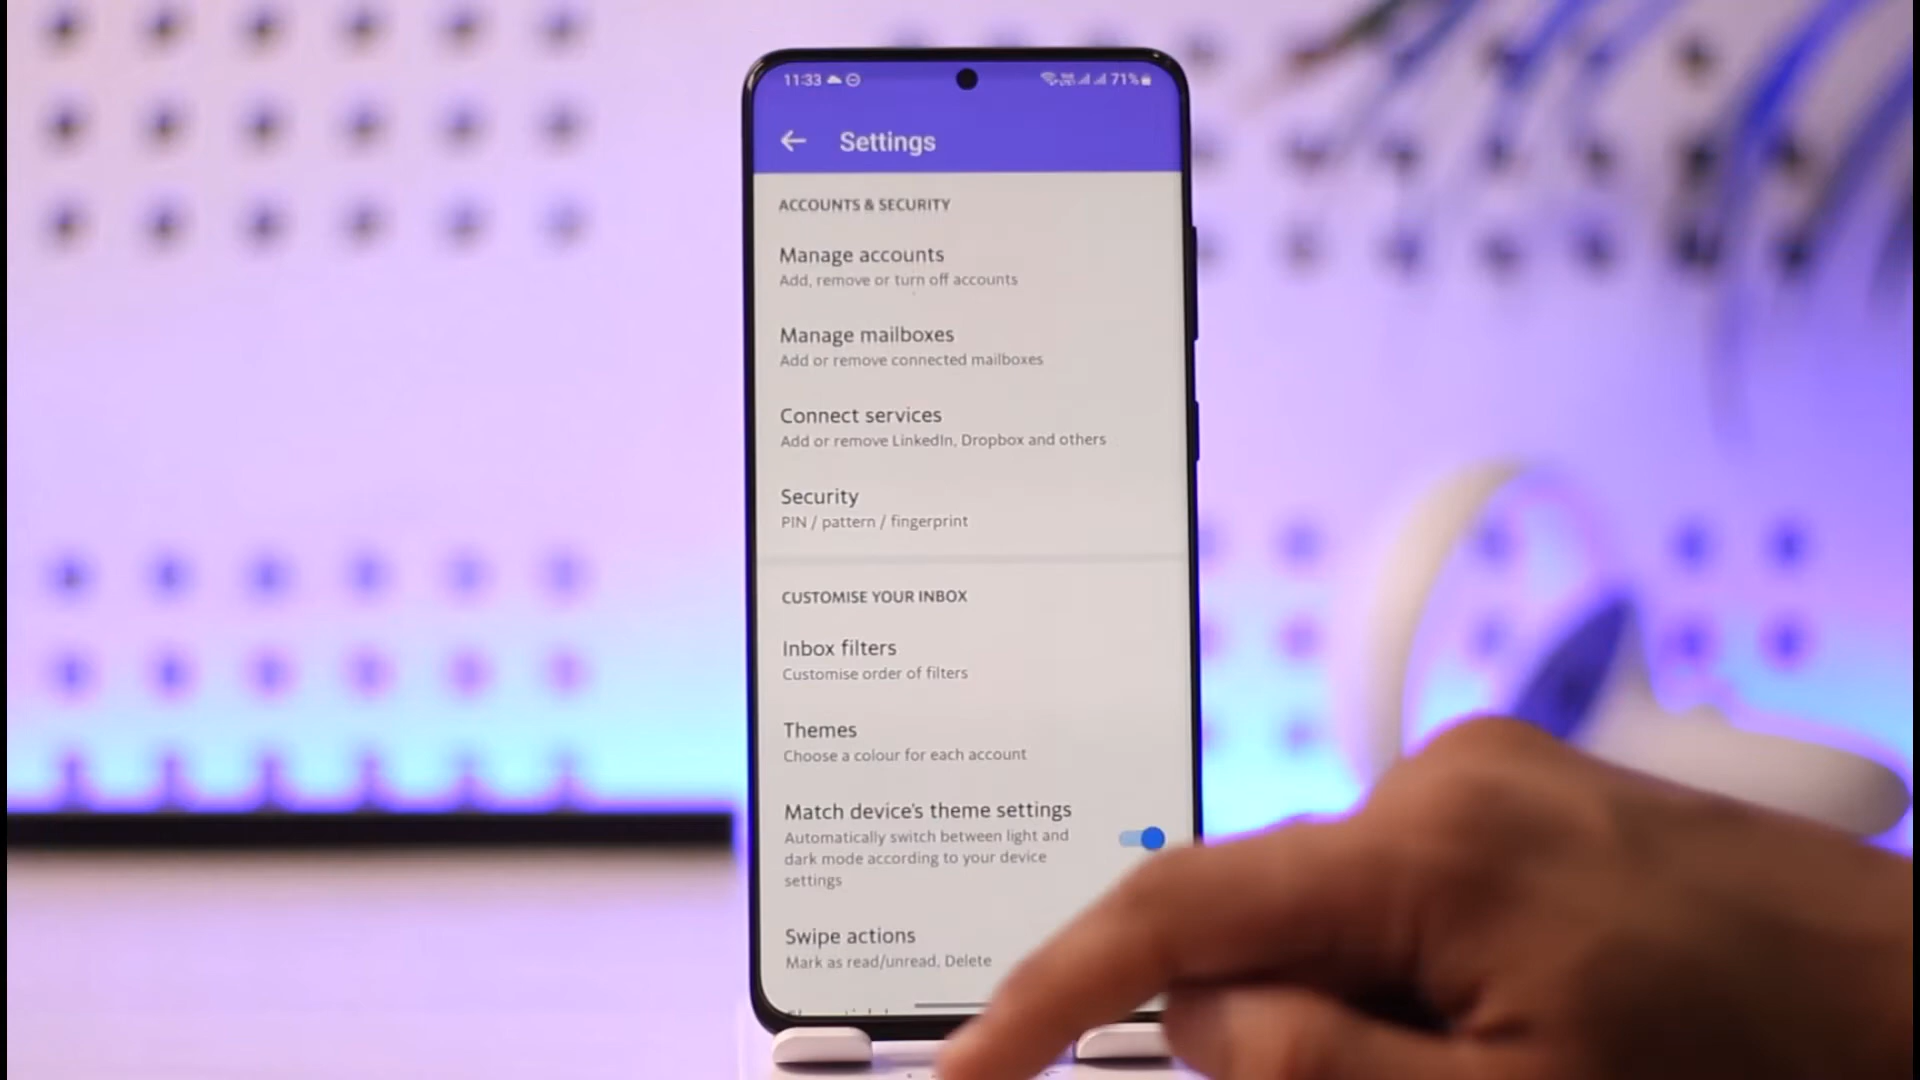 11:33
71%
Settings
ACCOUNTS & SECURITY
Manage accounts
Add, remove or turn off accounts
Manage mailboxes
Add or remove connected mailboxes
Connect services
Add or remove LinkedIn, Dropbox and others
Security
PIN / pattern / fingerprint
CUSTOMISE YOUR INBOX
Inbox filters
Customise order of filters
Themes
Choose a colour for each account
Match device's theme settings
Automatically switch between light and
dark mode according to your device
settings
Swipe actions
Mark as read/unread, Delete